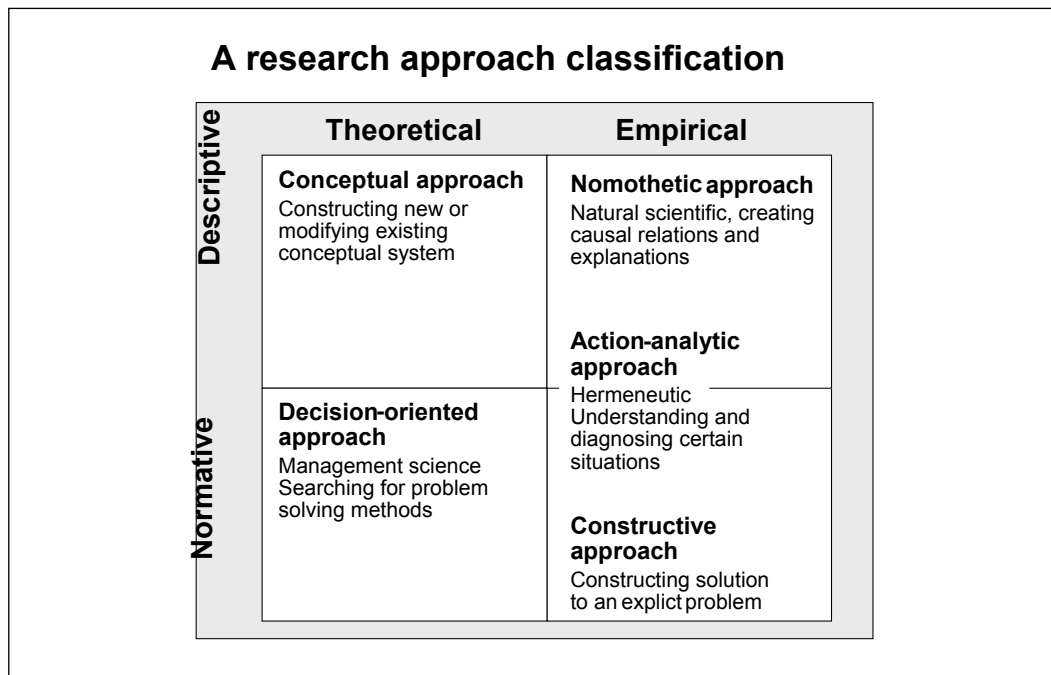 A research approach classification
Theoretical
Empirical
Descriptive
Conceptual approach
Constructing new or
modifying existing
conceptual system
Nomothetic approach
Natural scientific, creating
causal relations and
explanations
Action-analytic
approach
Hermeneutic
Understanding and
diagnosing certain
situations
Normative
Decision-oriented
approach
Management science
Searching for problem
solving methods
Constructive
approach
Constructing solution
to an explict problem